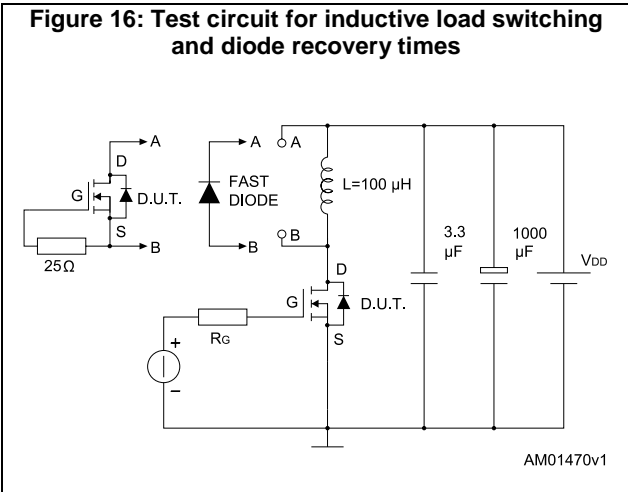 Figure 16: Test circuit for inductive load switching
and diode recovery times
A
D
G
D.U.T.
S
B
25Ω
A
FAST
DIODE
B
A
L=100 µH
B
D
G
D.U.T.
S
RG
+
-
3.3
µF
1000
µF
VDD
AM01470v1